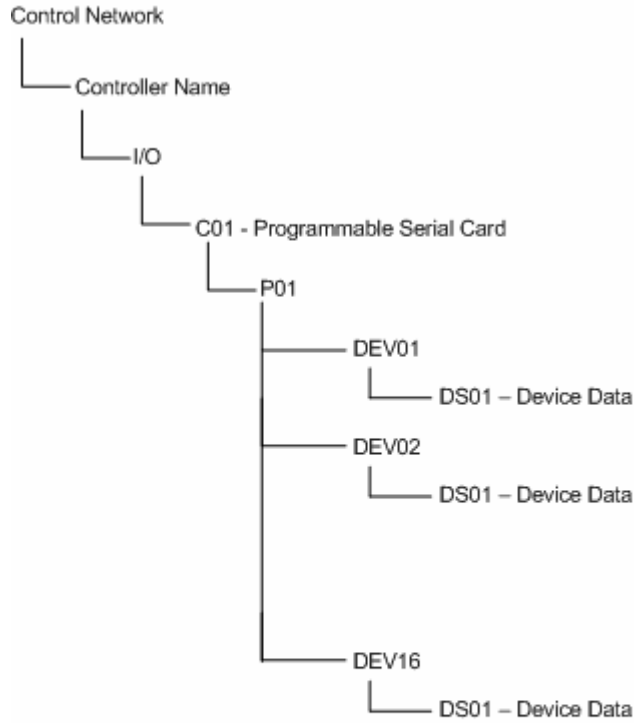 Control Network
Controller Name
I/O
C01 - Programmable Serial Card
P01
DEV01
DS01 – Device Data
DEV02
DS01 – Device Data
DEV16
DS01 – Device Data